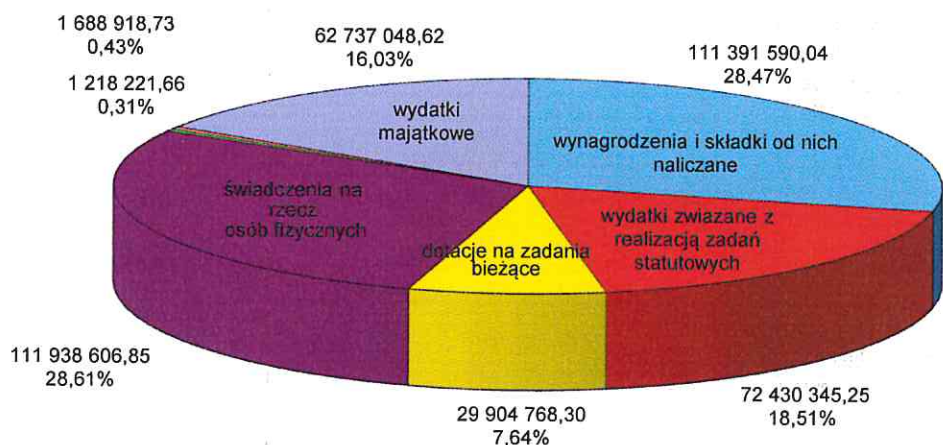 1 688 918,73
0,43%
1 218 221,66
0,31%
62 737 048,62
16,03%
111 391 590,04
28,47%
wydatki
majątkowe
wynagrodzenia i składki od nich
naliczane
świadczenia na
rzecz
osób fizycznych
dotacje na zadania
bieżące
wydatki związane z
realizacją zadań
statutowych
111 938 606,85
28,61%
29 904 768,30
7,64%
72 430 345,25
18,51%